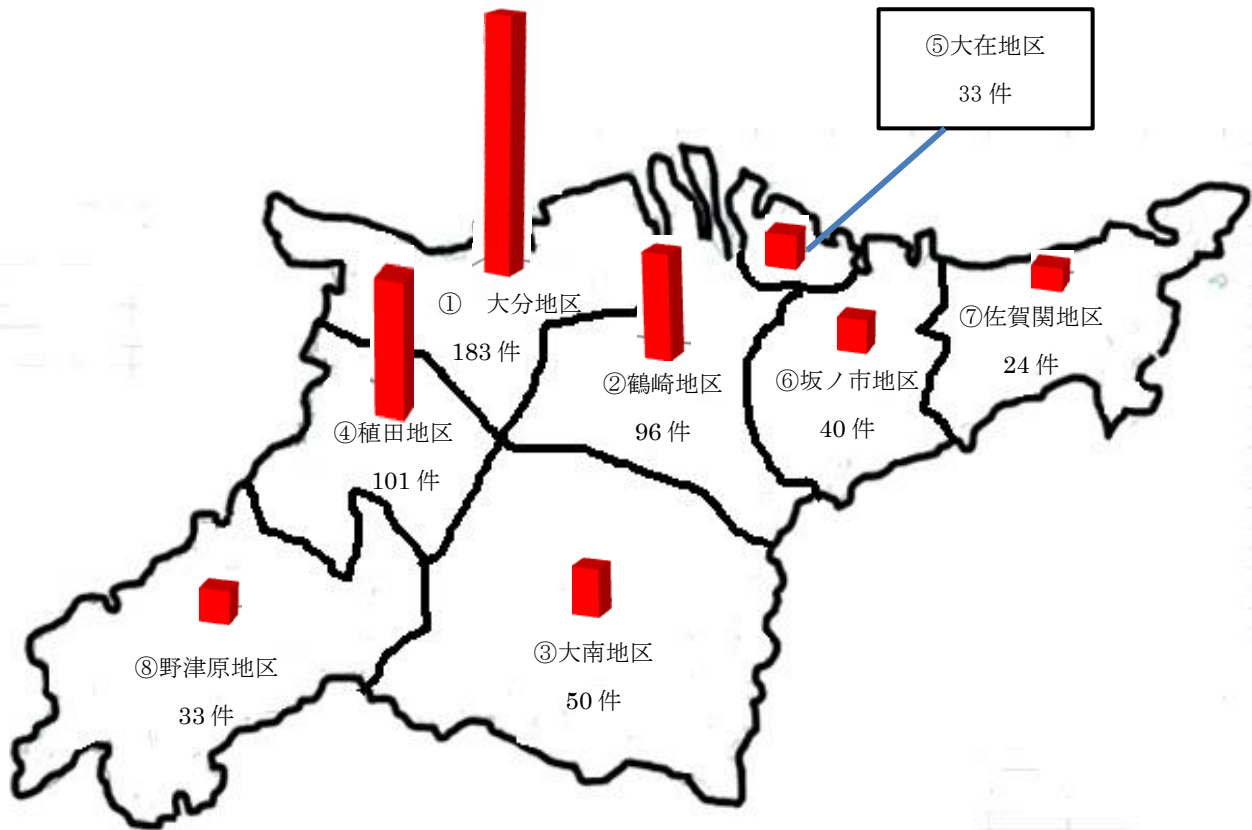 ⑤大在地区
33 件
① 大分地区
183 件
②鶴崎地区
96 件
⑥坂ノ市地区
40 件
⑦佐賀関地区
24 件
④稙田地区
101 件
③大南地区
50 件
⑧野津原地区
33 件